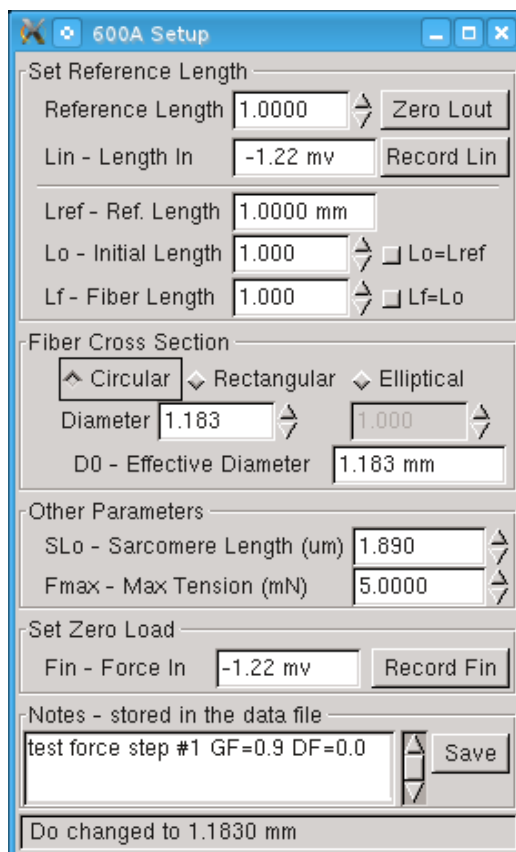 600A Setup
Set Reference Length
Reference Length 1.0000 Zero Lout
Lin - Length In -1.22 mv Record Lin
Lref - Ref. Length 1.0000 mm
Lo - Initial Length 1.000 Lo=Lref
Lf - Fiber Length 1.000 Lf=Lo
Fiber Cross Section
Circular Rectangular Elliptical
Diameter 1.183 1.000
D0 - Effective Diameter 1.183 mm
Other Parameters
SLo - Sarcomere Length (um) 1.890
Fmax - Max Tension (mN) 5.0000
Set Zero Load
Fin - Force In -1.22 mv Record Fin
Notes - stored in the data file
test force step #1 GF=0.9 DF=0.0 Save
Do changed to 1.1830 mm